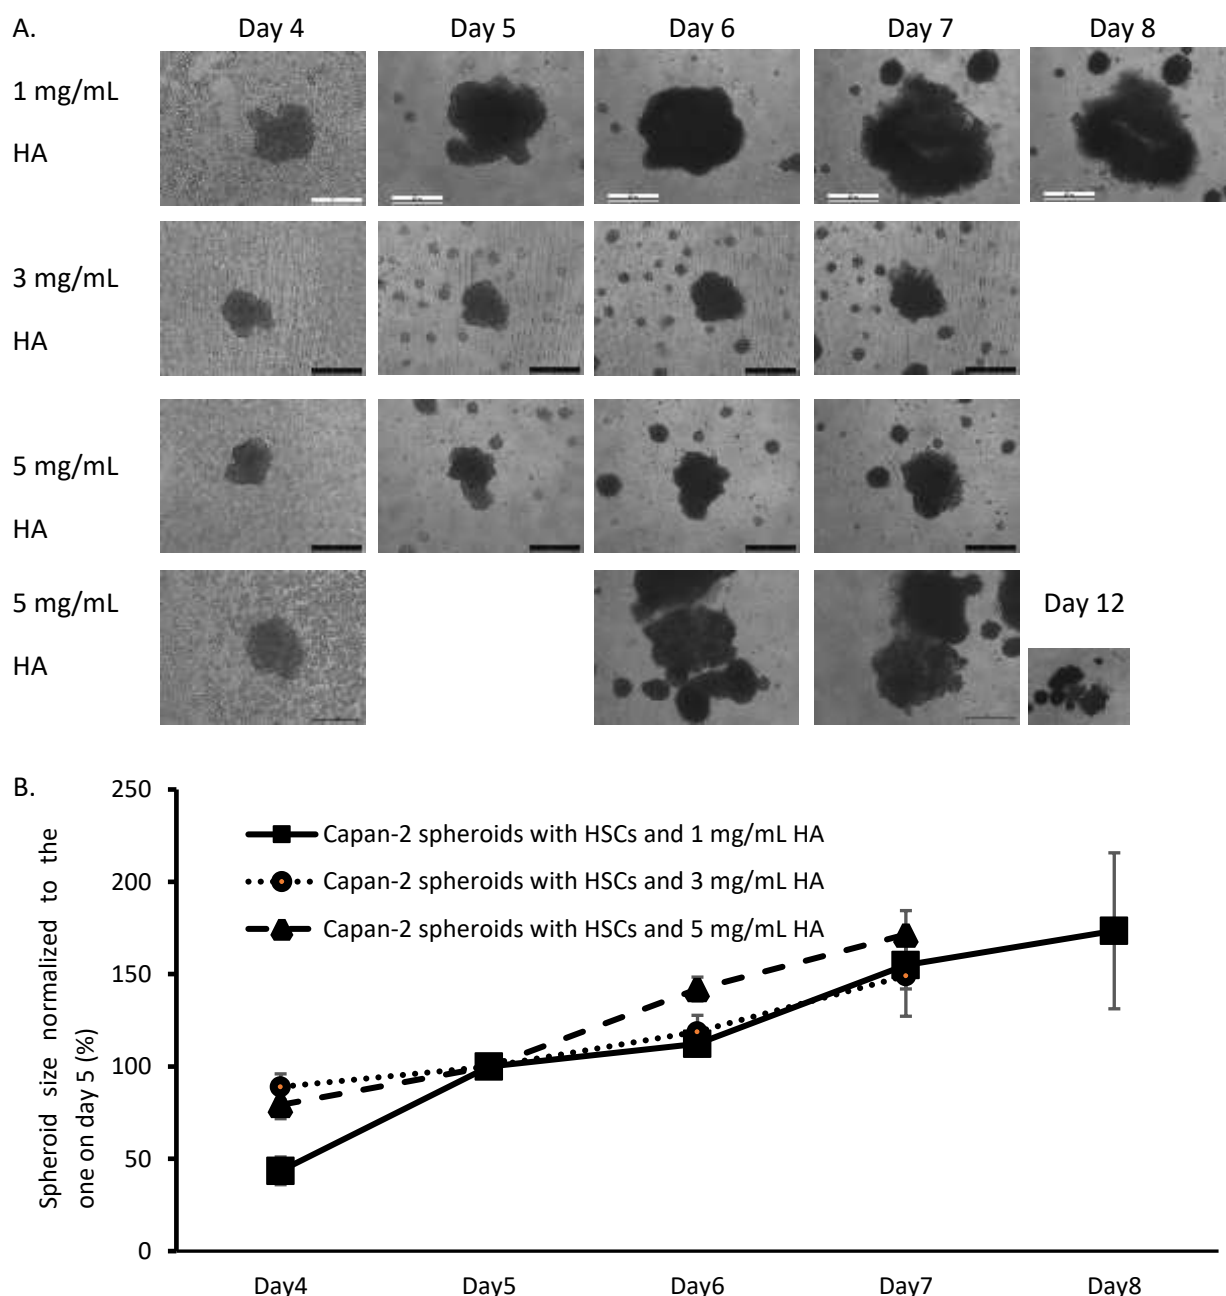 A.
Day 4 Day 5 Day 6 Day 7 Day 8
1 mg/mL
HA
3 mg/mL
HA
5 mg/mL
HA
5 mg/mL
HA
Day 12
B.
Spheroid size normalized to the
one on day 5 (%)
250
200
150
100
50
0
Capan-2 spheroids with HSCs and 1 mg/mL HA
Capan-2 spheroids with HSCs and 3 mg/mL HA
Capan-2 spheroids with HSCs and 5 mg/mL HA
Day4 Day5 Day6 Day7 Day8